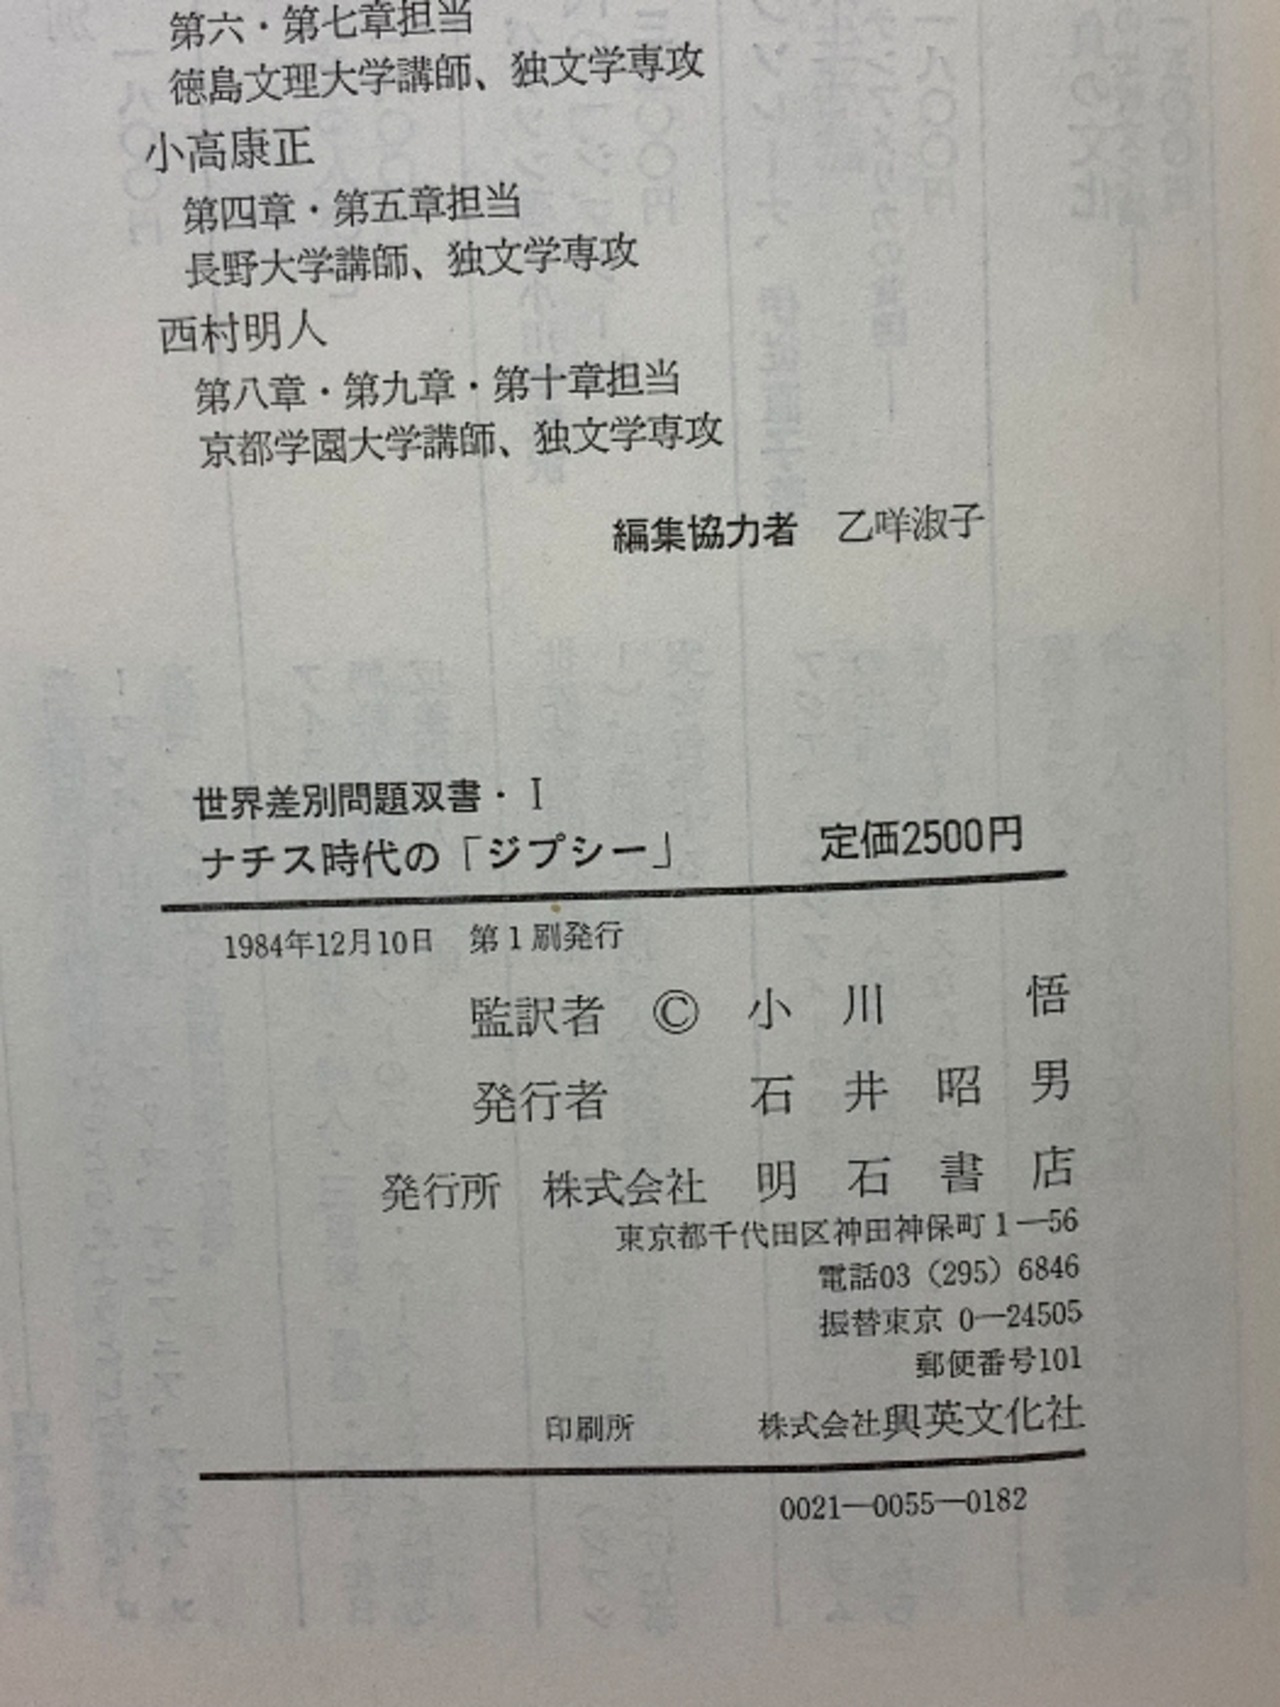 第六・第七章担当
徳島文理大学講師、独文学専攻
小高康正
第四章・第五章担当
長野大学講師、独文学専攻
西村明人
第八章・第九章・第十章担当
京都学園大学講師、独文学専攻
編集協力者 乙咩淑子
世界差別問題双書・Ⅰ
ナチス時代の「ジプシー」 定価2500円
1984年12月10日 第1刷発行
監訳者 © 小川 悟
発行者 石井昭男
発行所 株式会社 明石書店
東京都千代田区神田神保町1―56
電話03(295)6846
振替東京 0―24505
郵便番号101
印刷所 株式会社興英文化社
0021―0055―0182